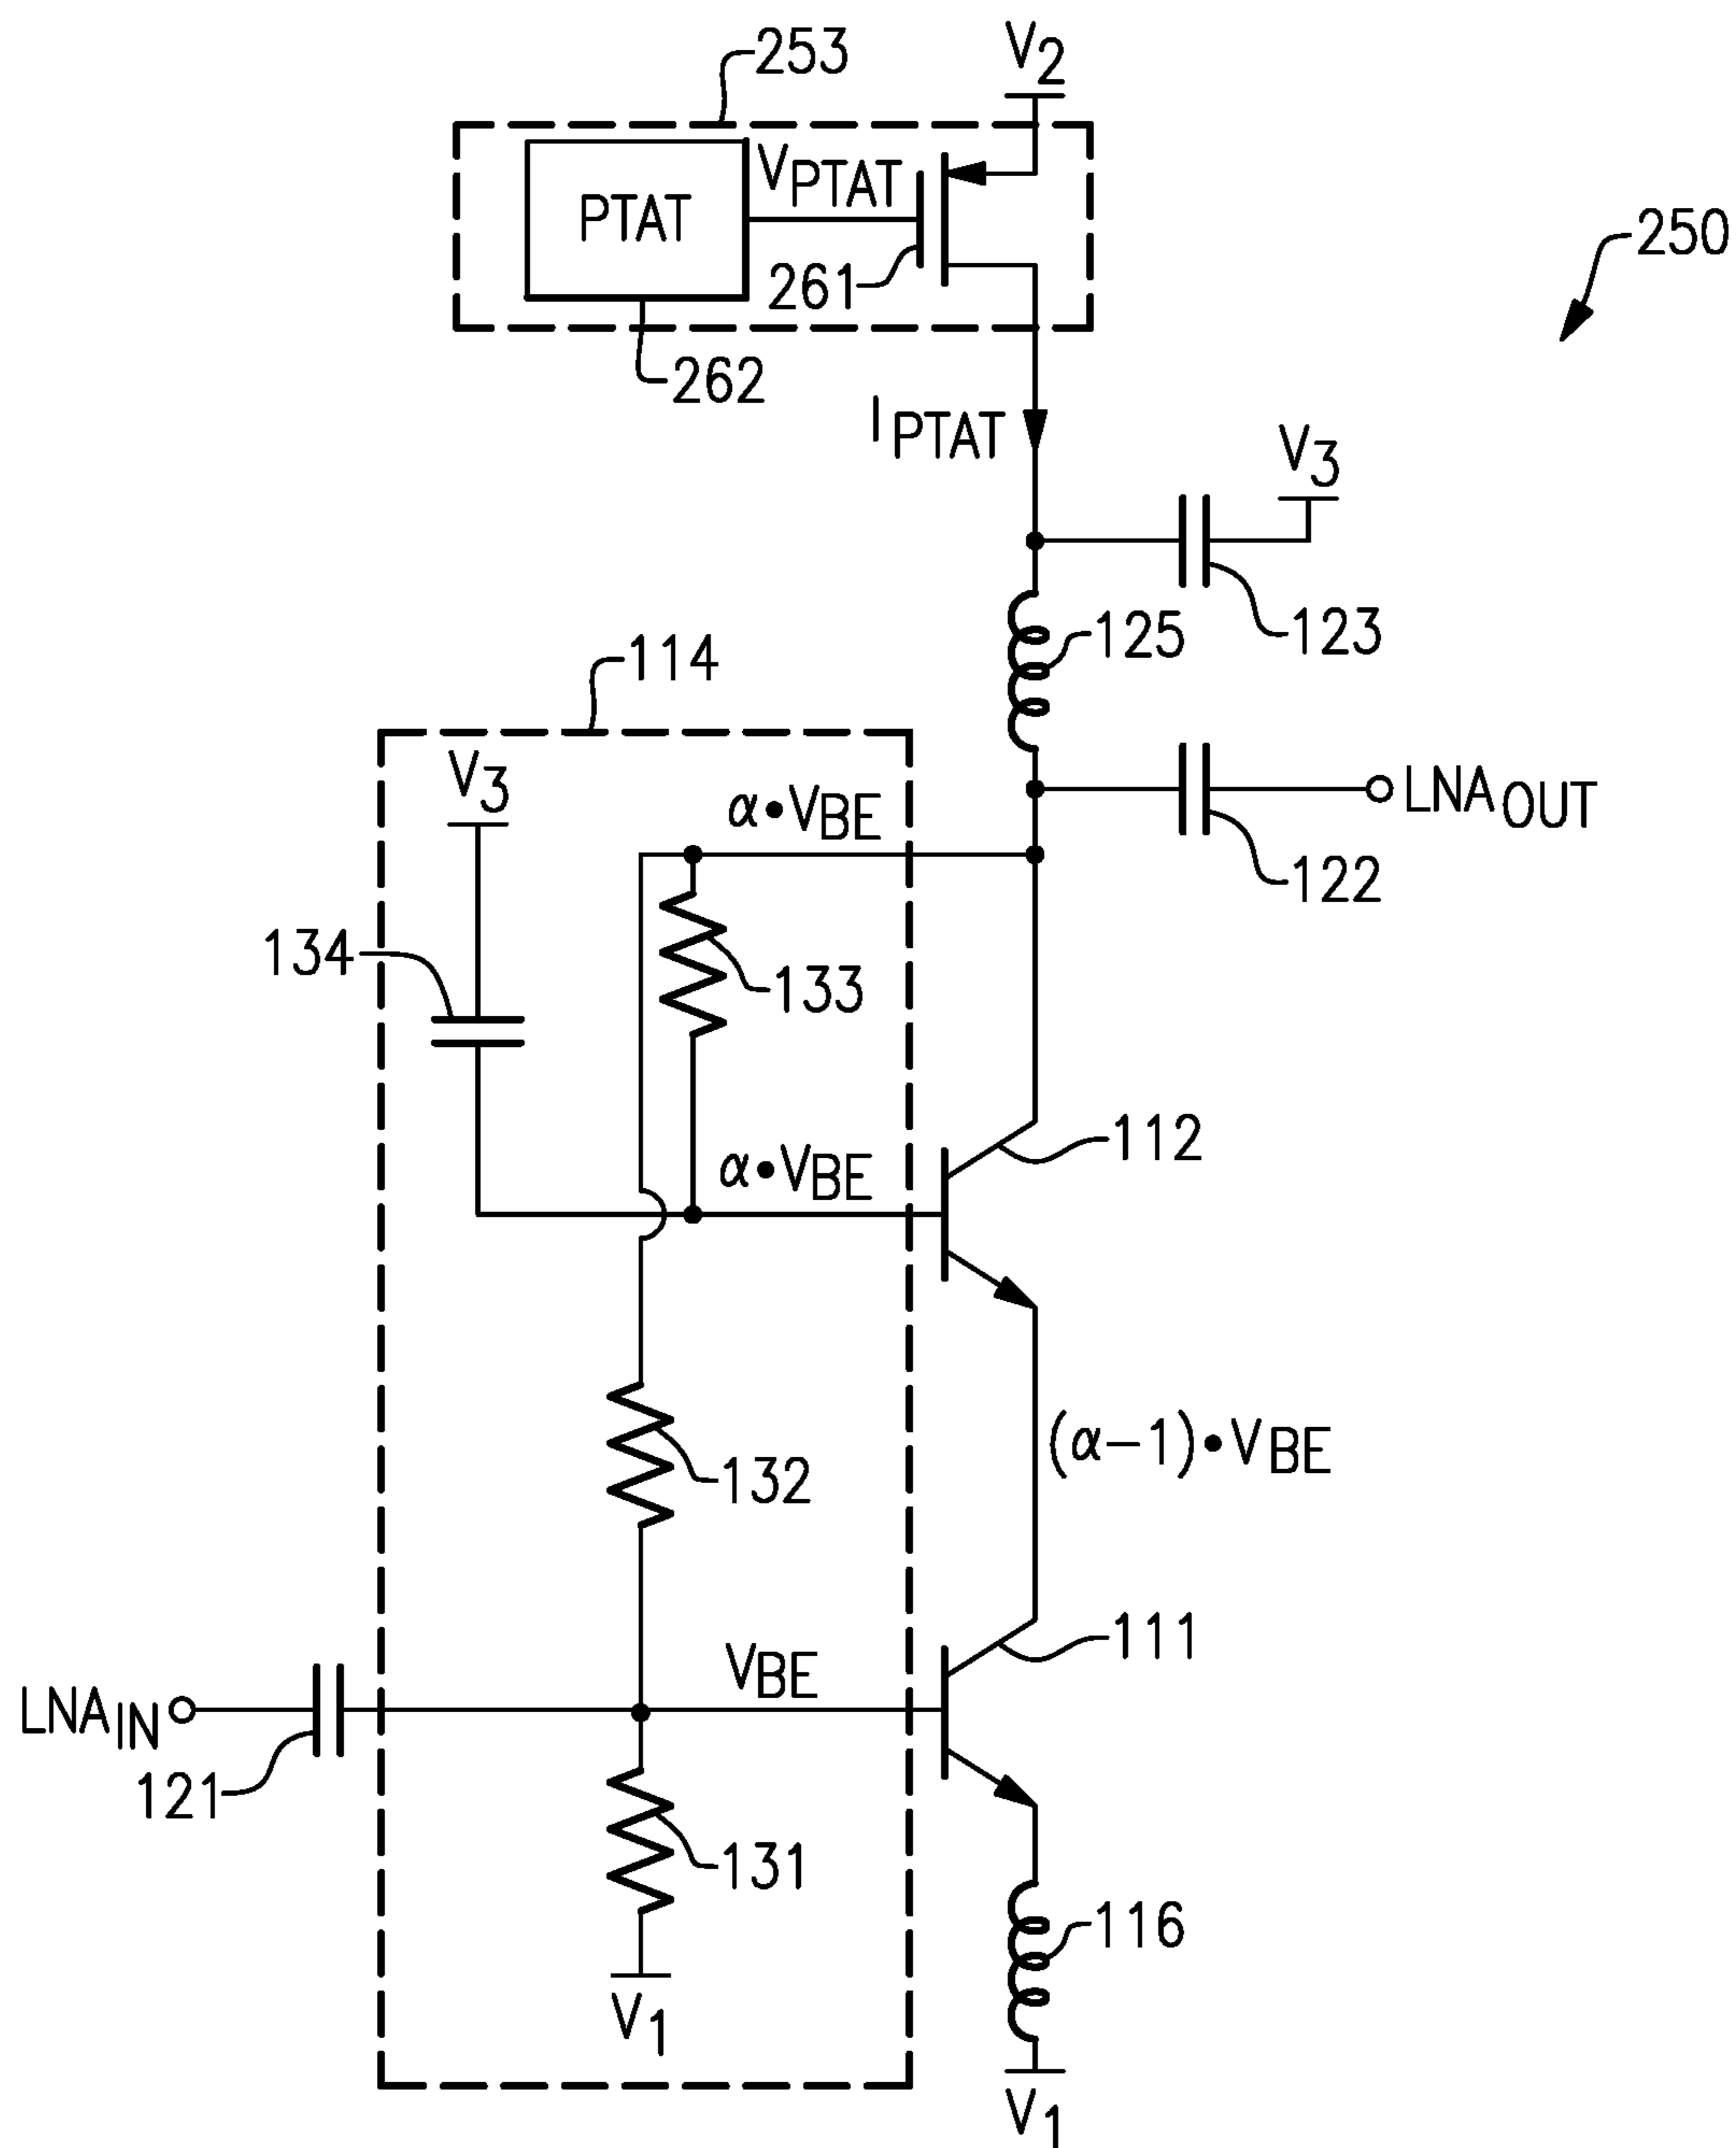 253
V2
PTAT
VPTAT
261
262
250
IPTAT
V3
123
125
114
V3
α•VBE
LNAOUT
122
134
133
α•VBE
112
132
(α−1)•VBE
111
VBE
LNAIN
121
131
116
V1
V1